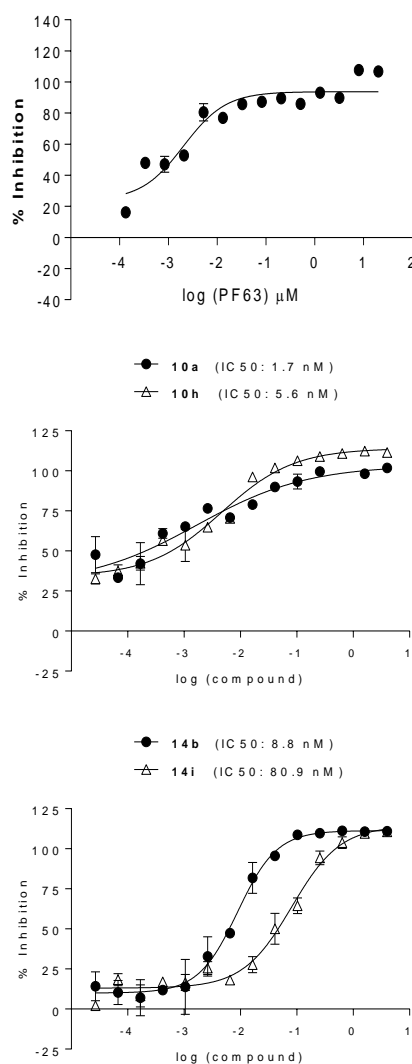 140
120
100
80
60
40
20
0
20
40
% Inhibition
-4 -3 -2 -1 0 1 2
log (PF63) μM
10a (IC50: 1.7 nM)
10h (IC50: 5.6 nM)
125
100
75
50
25
0
-25
% Inhibition
-4 -3 -2 -1 0 1
log (compound)
14b (IC50: 8.8 nM)
14i (IC50: 80.9 nM)
125
100
75
50
25
0
-25
% Inhibition
-4 -3 -2 -1 0 1
log (compound)